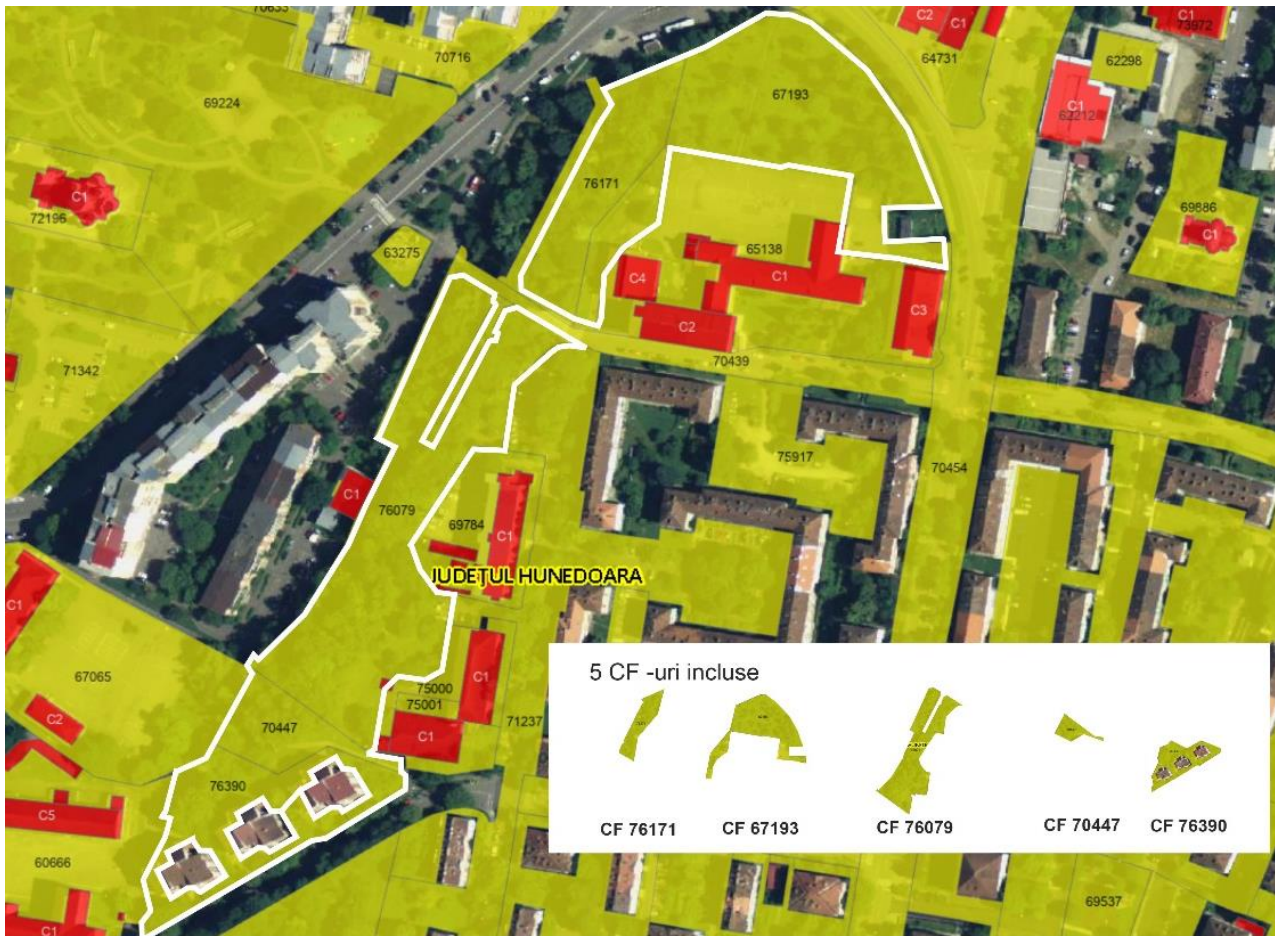 70633
70716
C2
C1
64731
C1
73972
62298
69224
67193
C1
62212
76171
C1
72196
69886
C1
63275
65138
C4
C1
C2
C3
71342
70439
75917
70454
C1
76079
69784
C1
JUDEȚUL HUNEDOARA
C1
67065
C2
75000
75001
C1
C1
71237
70447
76390
C5
60666
C1
69537
5 CF -uri incluse
CF 76171
CF 67193
CF 76079
CF 70447
CF 76390